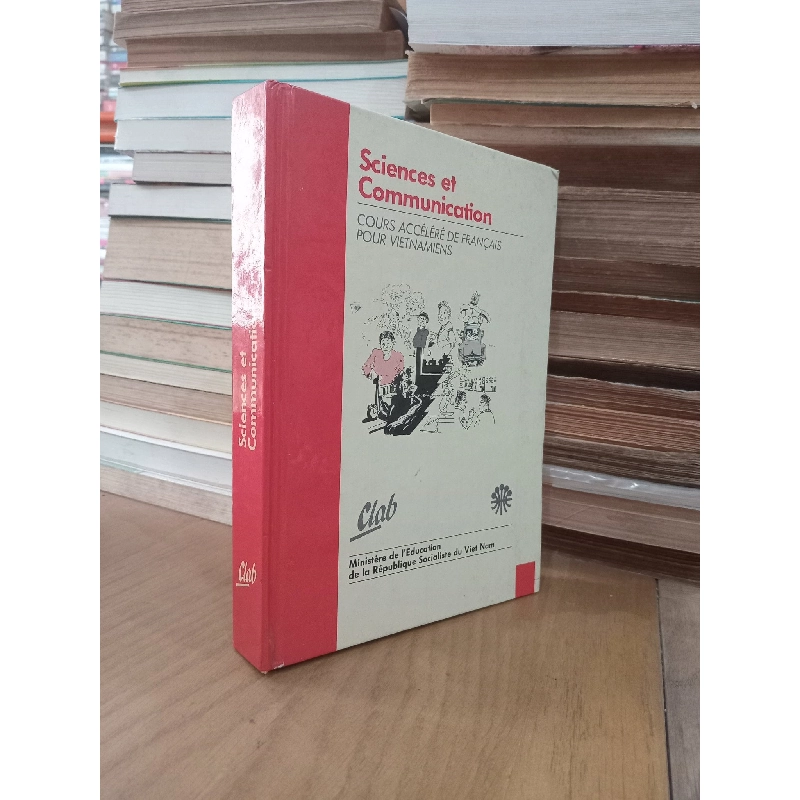 Sciences et
Communication
COURS ACCÉLÉRÉ DE FRANÇAIS
POUR VIETNAMIENS
Clab
Ministère de l'Education
de la République Socialiste du Viet Nam
Sciences et
Communication
Clab